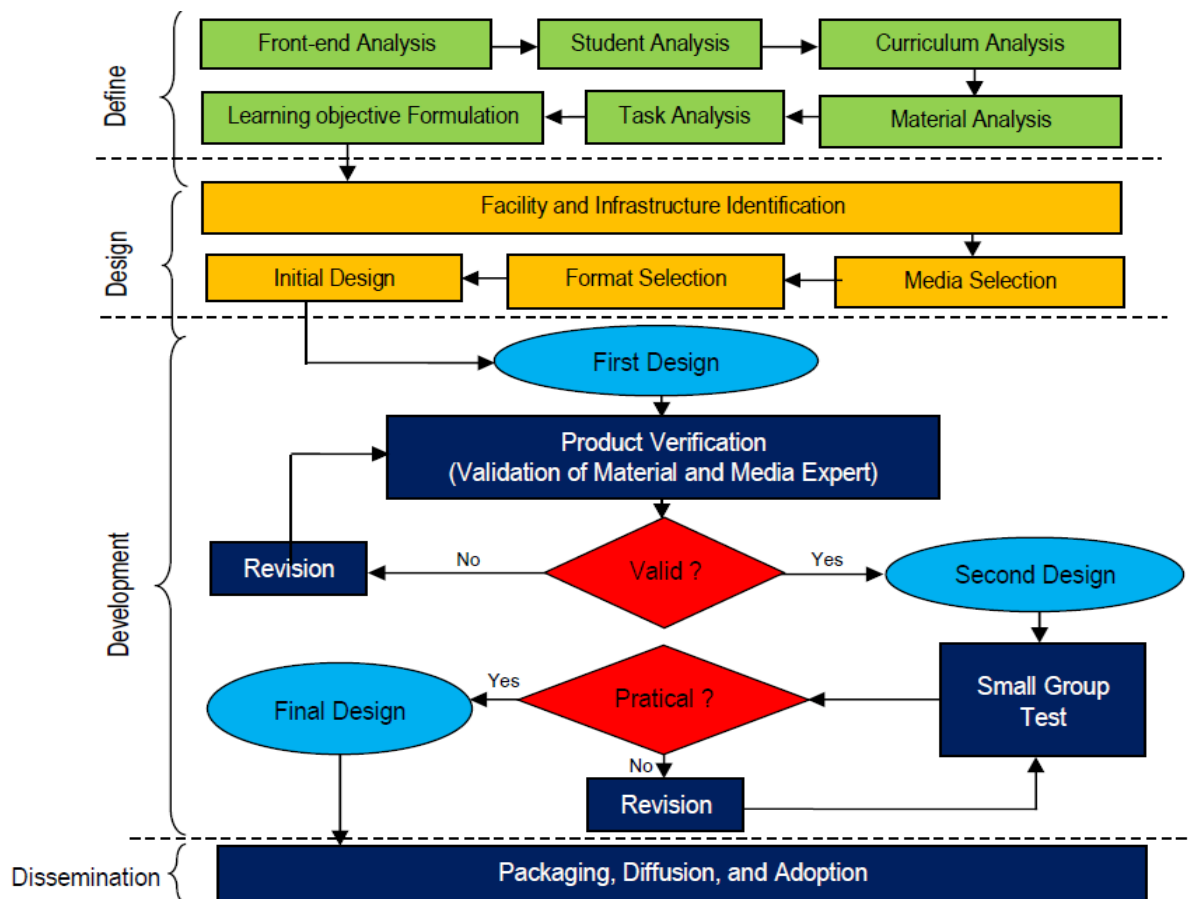 Define
Front-end Analysis
Student Analysis
Curriculum Analysis
Learning objective Formulation
Task Analysis
Material Analysis
Design
Facility and Infrastructure Identification
Initial Design
Format Selection
Media Selection
Development
First Design
Product Verification
(Validation of Material and Media Expert)
Revision
No
Valid ?
Yes
Second Design
Final Design
Yes
Pratical ?
Small Group
Test
No
Revision
Dissemination
Packaging, Diffusion, and Adoption